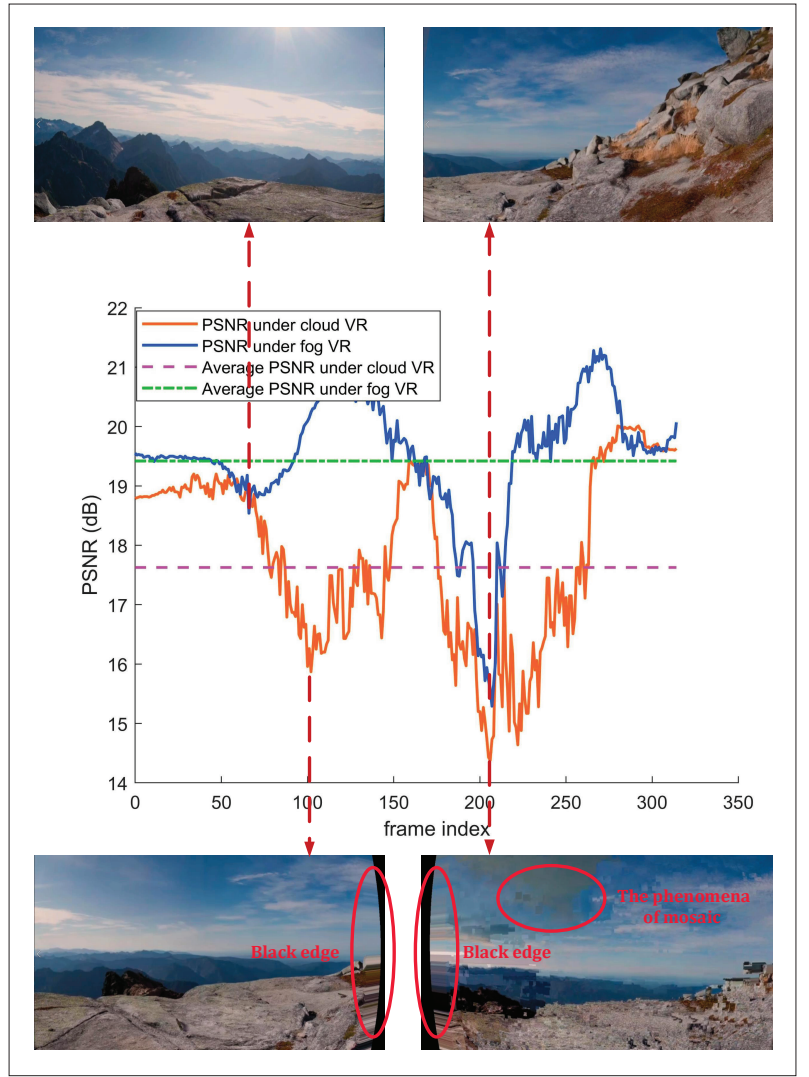 22
21
20
19
18
17
16
15
14
PSNR (dB)
PSNR under cloud VR
PSNR under fog VR
Average PSNR under cloud VR
Average PSNR under fog VR
0
50
100
150
200
250
300
350
frame index
Black edge
Black edge
The phenomena
of mosaic